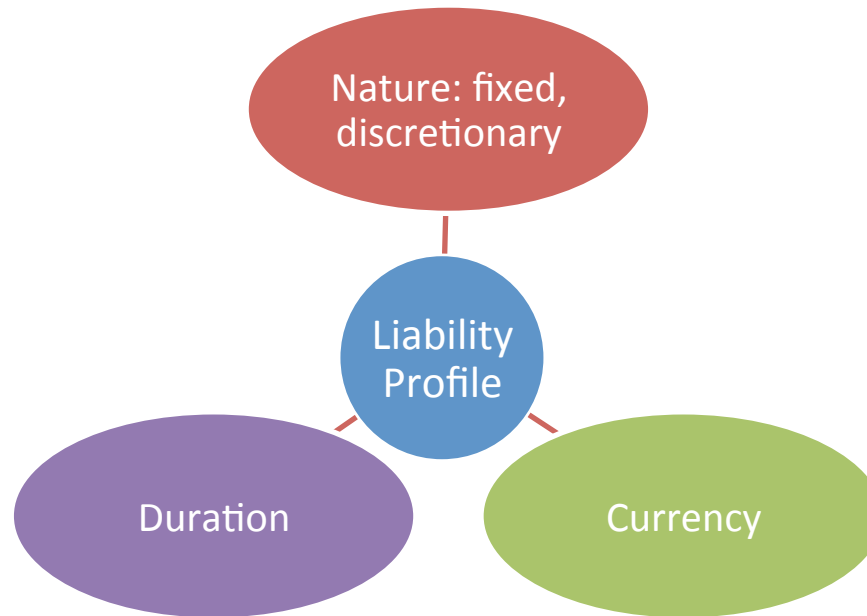 Nature: fixed,
discretionary
Liability
Profile
Duration
Currency